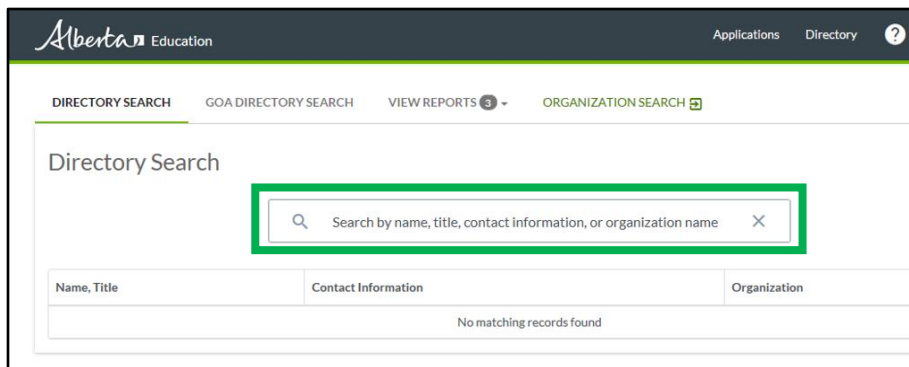 Alberta Education Applications Directory ?
DIRECTORY SEARCH GOA DIRECTORY SEARCH VIEW REPORTS 3 ORGANIZATION SEARCH
Directory Search
Search by name, title, contact information, or organization name
Name, Title Contact Information Organization
No matching records found